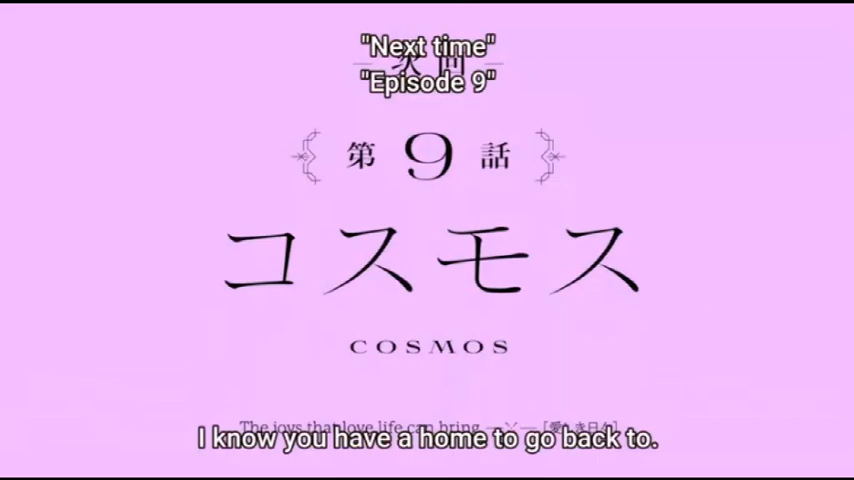 "Next time"
次回
"Episode 9"
第 9 話
コスモス
COSMOS
The joys that love life can bring
I know you have a home to go back to.